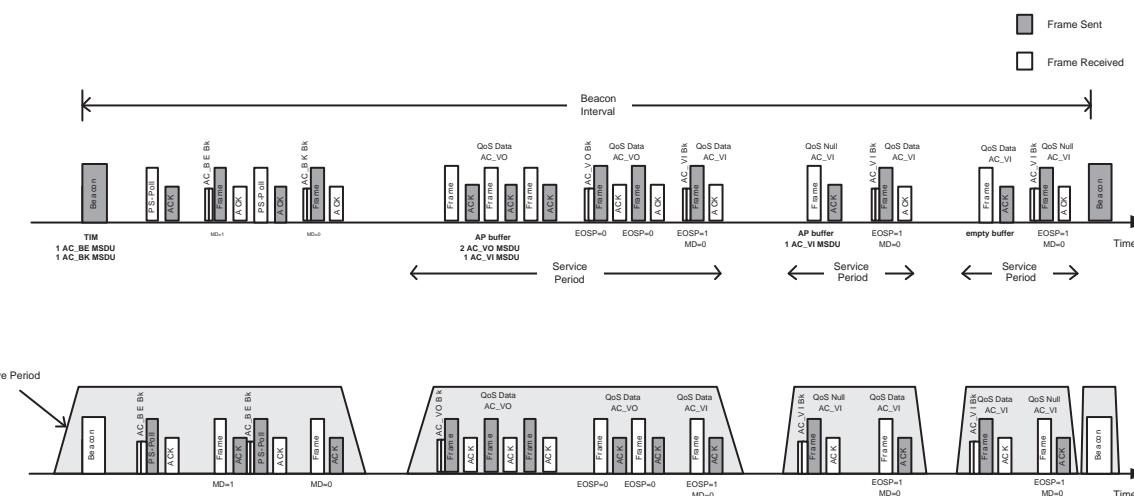 Frame Sent
Frame Received
Beacon
Interval
QoS Data
AC_VO
QoS Data
AC_VO
QoS Data
AC_VI
QoS Null
AC_VI
QoS Data
AC_VI
QoS Null
AC_VI
Beacon
PS-Poll
ACK
AC_BE Bk
Frame
ACK
PS-Poll
ACK
AC_BK Bk
Frame
ACK
Frame
ACK
Frame
ACK
Frame
ACK
AC_VO Bk
Frame
ACK
Frame
ACK
AC_VI Bk
Frame
ACK
Frame
ACK
AC_VI Bk
Frame
ACK
Frame
ACK
AC_VI Bk
Frame
ACK
Beacon
TIM
1 AC_BE MSDU
1 AC_BK MSDU
MD=1
MD=0
AP buffer
2 AC_VO MSDU
1 AC_VI MSDU
EOSP=0
EOSP=0
EOSP=1
MD=0
AP buffer
1 AC_VI MSDU
EOSP=1
MD=0
empty buffer
EOSP=1
MD=0
Time
Service
Period
Service
Period
Service
Period
ve Period
QoS Data
AC_VO
QoS Data
AC_VO
QoS Data
AC_VI
QoS Null
AC_VI
QoS Data
AC_VI
QoS Data
AC_VI
QoS Null
AC_VI
Beacon
AC_BE Bk
PS-Poll
ACK
Frame
ACK
AC_BE Bk
PS-Poll
ACK
Frame
ACK
AC_VO Bk
Frame
ACK
Frame
ACK
Frame
ACK
Frame
ACK
Frame
ACK
Frame
ACK
AC_VI Bk
Frame
ACK
Frame
ACK
AC_VI Bk
Frame
ACK
Frame
ACK
Beacon
MD=1
MD=0
EOSP=0
EOSP=0
EOSP=1
MD=0
EOSP=1
MD=0
EOSP=1
MD=0
Time